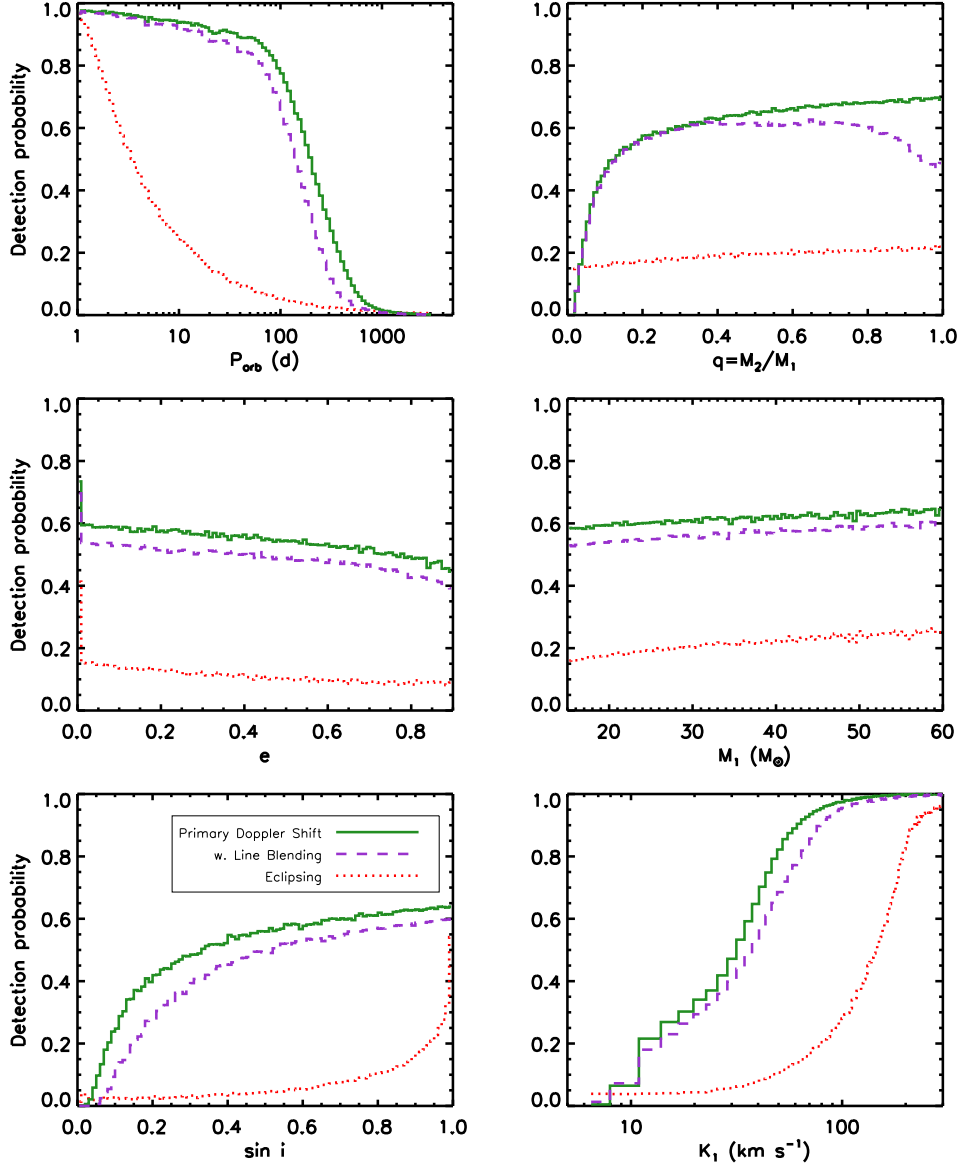 Detection probability
1.0
0.8
0.6
0.4
0.2
0.0
1 10 100 1000
P_orb (d)
1.0
0.8
0.6
0.4
0.2
0.0
0.0 0.2 0.4 0.6 0.8 1.0
q=M_2/M_1
Detection probability
1.0
0.8
0.6
0.4
0.2
0.0
0.0 0.2 0.4 0.6 0.8
e
1.0
0.8
0.6
0.4
0.2
0.0
20 30 40 50 60
M_1 (M_⊙)
Detection probability
1.0
0.8
0.6
0.4
0.2
0.0
Primary Doppler Shift
w. Line Blending
Eclipsing
0.0 0.2 0.4 0.6 0.8 1.0
sin i
1.0
0.8
0.6
0.4
0.2
0.0
10 100
K_1 (km s⁻¹)